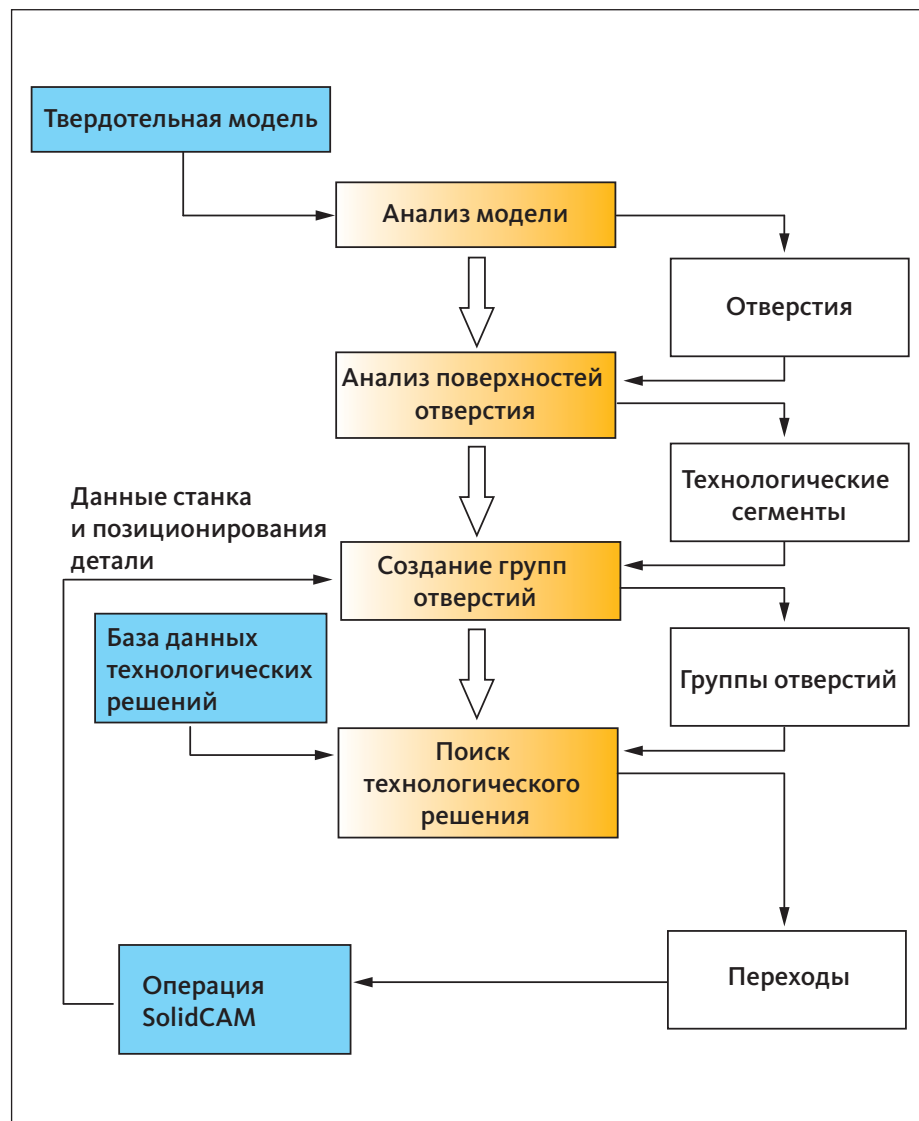 Твердотельная модель
Анализ модели
Отверстия
Анализ поверхностей
отверстия
Технологические
сегменты
Данные станка
и позиционирования
детали
Создание групп
отверстий
База данных
технологических
решений
Группы отверстий
Поиск
технологического
решения
Переходы
Операция
SolidCAM